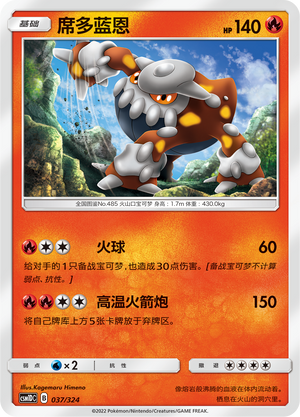 基础 席多蓝恩 HP 140
全国图鉴No.485 火山口宝可梦 身高：1.7m 体重：430.0kg
火球 60
给对手的1只备战宝可梦，也造成30点伤害。[备战宝可梦不计算
弱点、抗性。]
高温火箭炮 150
将自己牌库上方5张卡牌放于弃牌区。
弱点 ×2 抗性 撤退
Illus.Kagemaru Himeno
CSM1DC B 037/324
像熔岩般沸腾的血液在体内流动着。
栖息在火山的洞穴里。
©2022 Pokémon/Nintendo/Creatures/GAME FREAK.